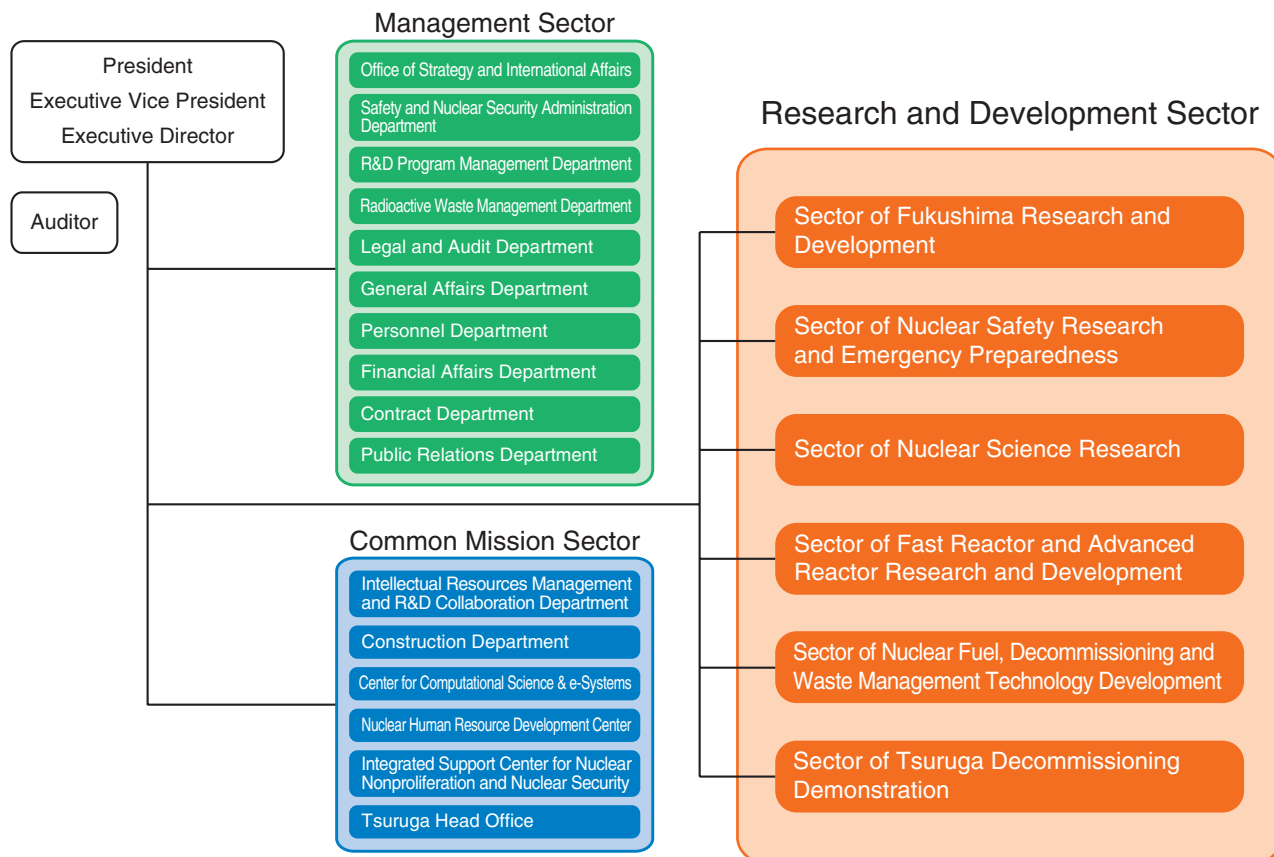 President
Executive Vice President
Executive Director
Auditor
Management Sector
Office of Strategy and International Affairs
Safety and Nuclear Security Administration
Department
R&D Program Management Department
Radioactive Waste Management Department
Legal and Audit Department
General Affairs Department
Personnel Department
Financial Affairs Department
Contract Department
Public Relations Department
Common Mission Sector
Intellectual Resources Management
and R&D Collaboration Department
Construction Department
Center for Computational Science & e-Systems
Nuclear Human Resource Development Center
Integrated Support Center for Nuclear
Nonproliferation and Nuclear Security
Tsuruga Head Office
Research and Development Sector
Sector of Fukushima Research and
Development
Sector of Nuclear Safety Research
and Emergency Preparedness
Sector of Nuclear Science Research
Sector of Fast Reactor and Advanced
Reactor Research and Development
Sector of Nuclear Fuel, Decommissioning and
Waste Management Technology Development
Sector of Tsuruga Decommissioning
Demonstration